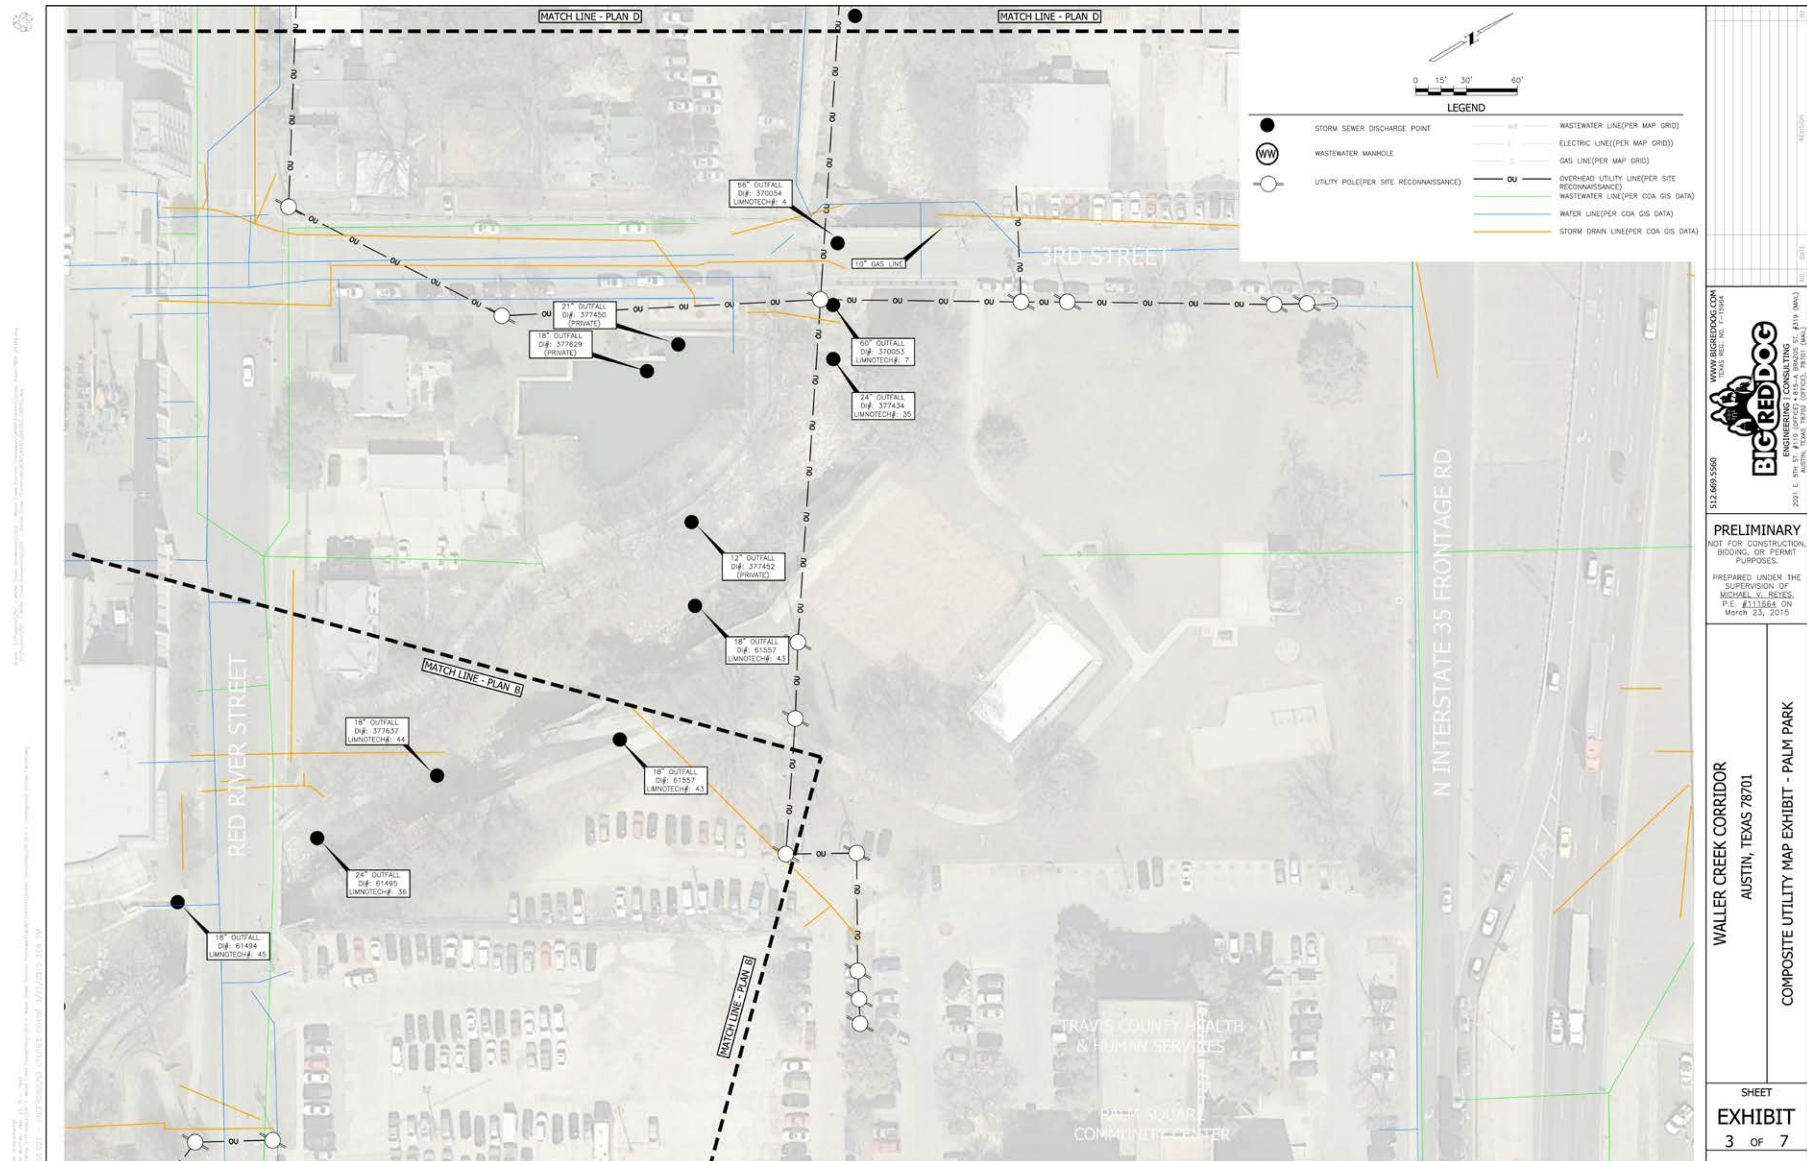 MATCH LINE - PLAN D
MATCH LINE - PLAN D
0 15' 30' 60'
LEGEND
STORM SEWER DISCHARGE POINT
WW
WASTEWATER MANHOLE
UTILITY POLE(PER SITE RECONNAISSANCE)
WASTEWATER LINE(PER MAP GRID)
ELECTRIC LINE((PER MAP GRID))
GAS LINE(PER MAP GRID)
OU
OVERHEAD UTILITY LINE(PER SITE
RECONNAISSANCE)
WASTEWATER LINE(PER COA GIS DATA)
WATER LINE(PER COA GIS DATA)
STORM DRAIN LINE(PER COA GIS DATA)
66" OUTFALL
DI#: 370054
LIMNOTECH#: 4
10" GAS LINE
3RD STREET
21" OUTFALL
DI#: 377450
(PRIVATE)
18" OUTFALL
DI#: 377629
(PRIVATE)
60" OUTFALL
DI#: 370053
LIMNOTECH#: 7
24" OUTFALL
DI#: 377434
LIMNOTECH#: 35
12" OUTFALL
DI#: 377452
(PRIVATE)
18" OUTFALL
DI#: 61557
LIMNOTECH#: 43
MATCH LINE - PLAN B
18" OUTFALL
DI#: 377637
LIMNOTECH#: 44
18" OUTFALL
DI#: 61557
LIMNOTECH#: 43
24" OUTFALL
DI#: 61495
LIMNOTECH#: 36
18" OUTFALL
DI#: 61494
LIMNOTECH#: 45
MATCH LINE - PLAN B
RED RIVER STREET
N INTERSTATE 35 FRONTAGE RD
TRAVIS COUNTY HEALTH
& HUMAN SERVICES
PALM SQUARE
COMMUNITY CENTER
WWW.BIGREDDOG.COM
512.669.5560
BIG RED DOG
ENGINEERING | CONSULTING
PRELIMINARY
NOT FOR CONSTRUCTION,
BIDDING, OR PERMIT
PURPOSES.
PREPARED UNDER THE
SUPERVISION OF
MICHAEL V. REYES,
P.E. #111664 ON
March 23, 2015
WALLER CREEK CORRIDOR
AUSTIN, TEXAS 78701
COMPOSITE UTILITY MAP EXHIBIT - PALM PARK
SHEET
EXHIBIT
3 OF 7